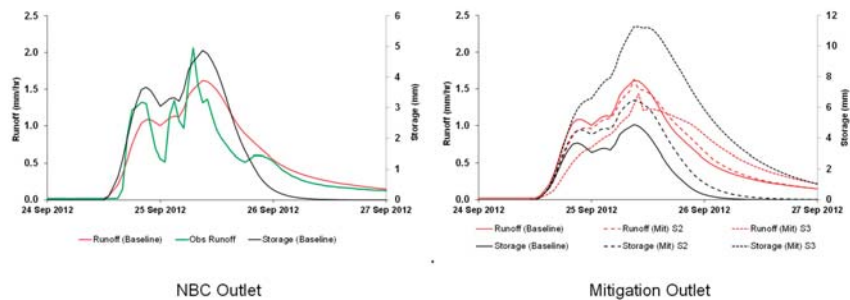 2.5
2.0
1.5
1.0
0.5
0.0
Runoff (mm/hr)
6
5
4
3
2
1
0
Storage (mm)
24 Sep 2012
25 Sep 2012
26 Sep 2012
27 Sep 2012
Runoff (Baseline)
Obs Runoff
Storage (Baseline)
NBC Outlet
2.5
2.0
1.5
1.0
0.5
0.0
Runoff (mm/hr)
12
10
8
6
4
2
0
Storage (mm)
24 Sep 2012
25 Sep 2012
26 Sep 2012
27 Sep 2012
Runoff (Baseline)
Runoff (Mit) S2
Runoff (Mit) S3
Storage (Baseline)
Storage (Mit) S2
Storage (Mit) S3
Mitigation Outlet